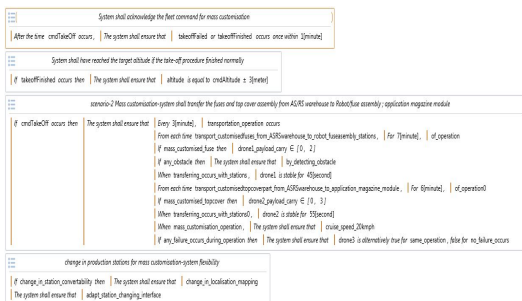 System shall acknowledge the fleet command for mass customisation
After the time cmdTakeOff occurs, The system shall ensure that takeoffFailed or takeoffFinished occurs once within 1[minute]
System shall have reached the target altitude if the take-off procedure finished normally
If takeoffFinished occurs then The system shall ensure that altitude is equal to cmdAltitude ± 3[meter]
scenario-2 Mass customisation-system shall transfer the fuses and top cover assembly from AS/RS warehouse to Robot/fuse assembly ; application magazine module
If cmdTakeOff occurs then The system shall ensure that Every 3[minute], transportation_operation occurs
From each time transport_customisedfuses_from_ASRSwarehouse_to_robot_fuseassembly_stations, For 7[minute], of_operation
If mass_customised_fuse then drone1_payload_carry ∈ [0, 2]
If any_obstacle then The system shall ensure that by_detecting_obstacle
When transferring_occurs_with_stations, drone1 is stable for 45[second]
From each time transport_customisedtopcoverpart_from_ASRSwarehouse_to_application_magazine_module, For 6[minute], of_operation0
If mass_customised_topcover then drone2_payload_carry ∈ [0, 3]
When transferring_occurs_with_stations0, drone2 is stable for 55[second]
When mass_customisation_operation, The system shall ensure that cruise_speed_20kmph
If any_failure_occurs_during_operation then The system shall ensure that drone3 is alternatively true for same_operation, false for no_failure_occurs
change in production stations for mass customisation-system flexibility
If change_in_station_convertability then The system shall ensure that change_in_localisation_mapping
The system shall ensure that adapt_station_changing_interface